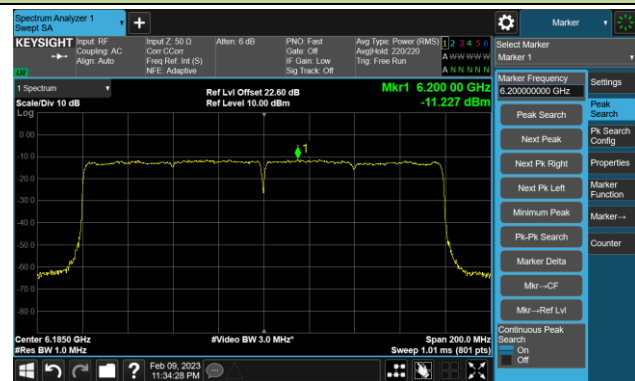 Spectrum Analyzer 1
Swept SA
+
Marker
KEYSIGHT
Input: RF
Coupling: AC
Align: Auto
Input Z: 50 Ω
Corr CCorr
Freq Ref: Int (S)
NFE: Adaptive
Atten: 6 dB
PNO: Fast
Gate: Off
IF Gain: Low
Sig Track: Off
Avg Type: Power (RMS)
Avg|Hold: 220/220
Trig: Free Run
1 2 3 4 5 6
A W W W W W
A N N N N N
Select Marker
Marker 1
LXI
1 Spectrum
Scale/Div 10 dB
Log
Ref Lvl Offset 22.60 dB
Ref Level 10.00 dBm
Mkr1 6.200 00 GHz
-11.227 dBm
0.00
-10.0
-20.0
-30.0
-40.0
-50.0
-60.0
-70.0
-80.0
1
Center 6.1850 GHz
#Res BW 1.0 MHz
#Video BW 3.0 MHz*
Span 200.0 MHz
Sweep 1.01 ms (801 pts)
Marker Frequency
6.200000000 GHz
Peak Search
Next Peak
Next Pk Right
Next Pk Left
Minimum Peak
Pk-Pk Search
Marker Delta
Mkr→CF
Mkr→Ref Lvl
Continuous Peak
Search
On
Off
Settings
Peak
Search
Pk Search
Config
Properties
Marker
Function
Marker→
Counter
?
Feb 09, 2023
11:34:28 PM